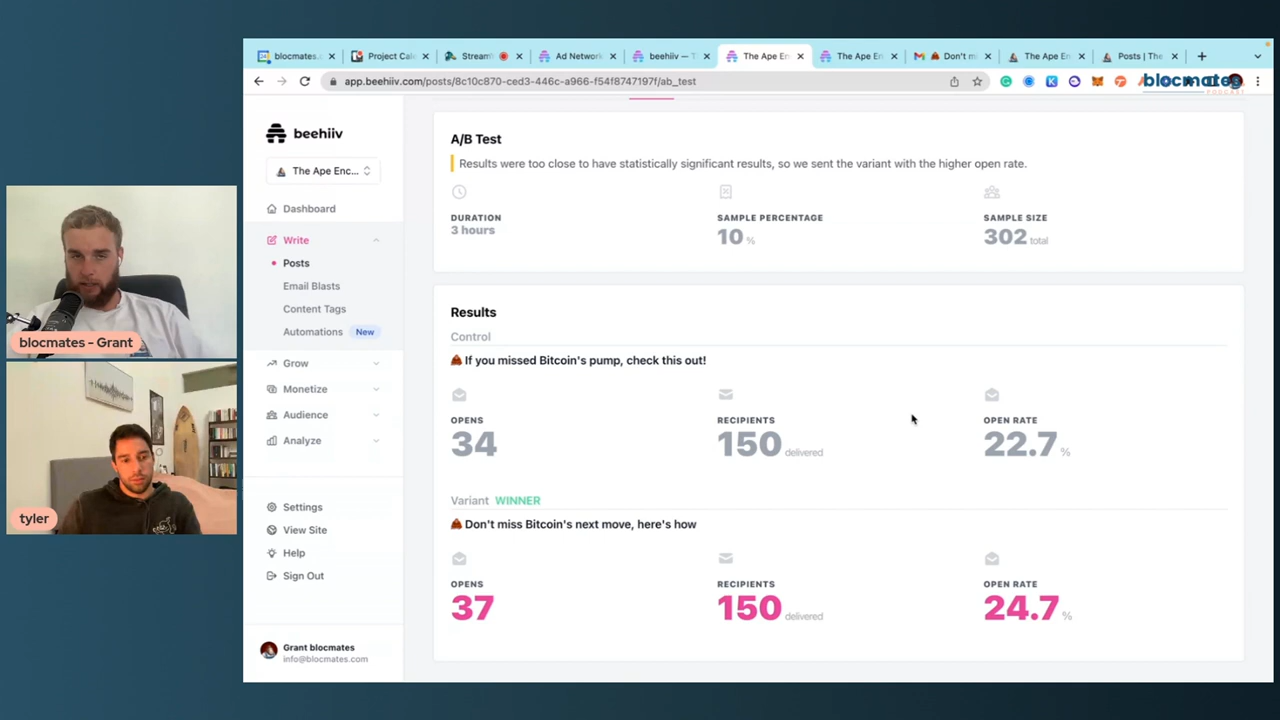 blocmates.
Project Cal
Stream
Ad Network
beehiiv — T
The Ape En
The Ape En
Don't mi
The Ape En
Posts | The
app.beehiiv.com/posts/8c10c870-ced3-446c-a966-f54f8747197f/ab_test
blocmates
PODCAST
beehiiv
The Ape Enc...
Dashboard
Write
Posts
Email Blasts
Content Tags
Automations New
Grow
Monetize
Audience
Analyze
Settings
View Site
Help
Sign Out
Grant blocmates
info@blocmates.com
A/B Test
Results were too close to have statistically significant results, so we sent the variant with the higher open rate.
DURATION
3 hours
SAMPLE PERCENTAGE
10 %
SAMPLE SIZE
302 total
Results
Control
If you missed Bitcoin's pump, check this out!
OPENS
34
RECIPIENTS
150 delivered
OPEN RATE
22.7 %
Variant WINNER
Don't miss Bitcoin's next move, here's how
OPENS
37
RECIPIENTS
150 delivered
OPEN RATE
24.7 %
blocmates - Grant
tyler